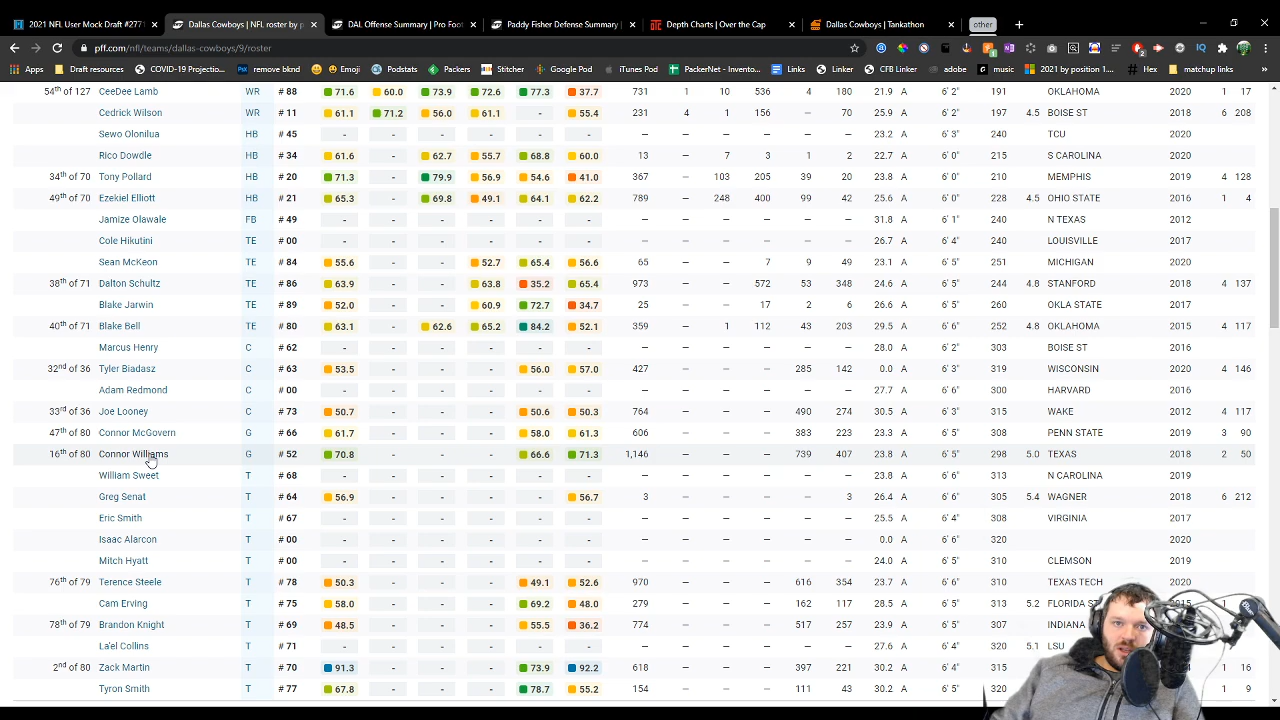 2021 NFL User Mock Draft #277
Dallas Cowboys | NFL roster by p
DAL Offense Summary | Pro Foot
Paddy Fisher Defense Summary |
Depth Charts | Over the Cap
Dallas Cowboys | Tankathon
other
pff.com/nfl/teams/dallas-cowboys/9/roster
Apps Draft resources COVID-19 Projectio... remove bland Emoji Podstats Packers Stitcher Google Pod iTunes Pod PackerNet - Invento... Links Linker CFB Linker a music 2021 by position 1... Hex matchup links
54th of 127 CeeDee Lamb WR # 88 71.6 60.0 73.9 72.6 77.3 37.7 731 1 10 536 4 180 21.9 A 6' 2" 191 OKLAHOMA 2020 1 17
Cedrick Wilson WR # 11 61.1 71.2 56.0 61.1 - 55.4 231 4 1 156 — 70 25.9 A 6' 2" 197 4.5 BOISE ST 2018 6 208
Sewo Olonilua HB # 45 - - - - - - — — — — — — 23.2 A 6' 3" 240 TCU 2020
Rico Dowdle HB # 34 61.6 - 62.7 55.7 68.8 60.0 13 — 7 3 1 2 22.7 A 6' 0" 215 S CAROLINA 2020
34th of 70 Tony Pollard HB # 20 71.3 - 79.9 56.9 54.6 41.0 367 — 103 205 39 20 23.8 A 6' 0" 210 MEMPHIS 2019 4 128
49th of 70 Ezekiel Elliott HB # 21 65.3 - 69.8 49.1 64.1 62.2 789 — 248 400 99 42 25.6 A 6' 0" 228 4.5 OHIO STATE 2016 1 4
Jamize Olawale FB # 49 - - - - - - — — — — — — 31.8 A 6' 1" 240 N TEXAS 2012
Cole Hikutini TE # 00 - - - - - - — — — — — — 26.7 A 6' 4" 240 LOUISVILLE 2017
Sean McKeon TE # 84 55.6 - - 52.7 65.4 56.6 65 — — 7 9 49 23.1 A 6' 5" 251 MICHIGAN 2020
38th of 71 Dalton Schultz TE # 86 63.9 - - 63.8 35.2 65.4 973 — — 572 53 348 24.6 A 6' 5" 244 4.8 STANFORD 2018 4 137
Blake Jarwin TE # 89 52.0 - - 60.9 72.7 34.7 25 — — 17 2 6 26.6 A 6' 5" 260 OKLA STATE 2017
40th of 71 Blake Bell TE # 80 63.1 - 62.6 65.2 84.2 52.1 359 — 1 112 43 203 29.5 A 6' 6" 252 4.8 OKLAHOMA 2015 4 117
Marcus Henry C # 62 - - - - - - — — — — — — 28.0 A 6' 2" 303 BOISE ST 2016
32nd of 36 Tyler Biadasz C # 63 53.5 - - - 56.0 57.0 427 — — — 285 142 0.0 A 6' 3" 319 WISCONSIN 2020 4 146
Adam Redmond C # 00 - - - - - - — — — — — — 27.7 A 6' 6" 300 HARVARD 2016
33rd of 36 Joe Looney C # 73 50.7 - - - 50.6 50.3 764 — — — 490 274 30.5 A 6' 3" 315 WAKE 2012 4 117
47th of 80 Connor McGovern G # 66 61.7 - - - 58.0 61.3 606 — — — 383 223 23.3 A 6' 5" 308 PENN STATE 2019 90
16th of 80 Connor Williams G # 52 70.8 - - - 66.6 71.3 1,146 — — — 739 407 23.8 A 6' 5" 298 5.0 TEXAS 2018 2 50
William Sweet T # 68 - - - - - - — — — — — — 23.8 A 6' 6" 313 N CAROLINA 2019
Greg Senat T # 64 56.9 - - - - 56.7 3 — — — — 3 26.4 A 6' 6" 305 3.4 WAGNER 2018 6 212
Eric Smith T # 67 - - - - - - — — — — — — 25.5 A 6' 4" 308 VIRGINIA 2017
Isaac Alarcon T # 00 - - - - - - — — — — — — 0.0 A 6' 6" 320 2020
Mitch Hyatt T # 00 - - - - - - — — — — — — 24.0 A 6' 5" 310 CLEMSON 2019
76th of 79 Terence Steele T # 78 50.3 - - - 49.1 52.6 970 — — — 616 354 23.7 A 6' 6" 310 TEXAS TECH 2020
Cam Erving T # 75 58.0 - - - 69.2 48.0 279 — — — 162 117 28.5 A 6' 5" 313 5.2 FLORIDA ST 2015 1
78th of 79 Brandon Knight T # 69 48.5 - - - 55.5 36.2 774 — — — 517 257 23.9 A 6' 5" 307 INDIANA
La'el Collins T # 71 - - - - - - — — — — — — 27.6 A 6' 4" 320 5.1 LSU
2nd of 80 Zack Martin T # 70 91.3 - - - 73.9 92.2 618 — — — 397 221 30.2 A 6' 4" 315 1 16
Tyron Smith T # 77 67.8 - - - 78.7 55.2 154 — — — 111 43 30.2 A 6' 5" 320 9